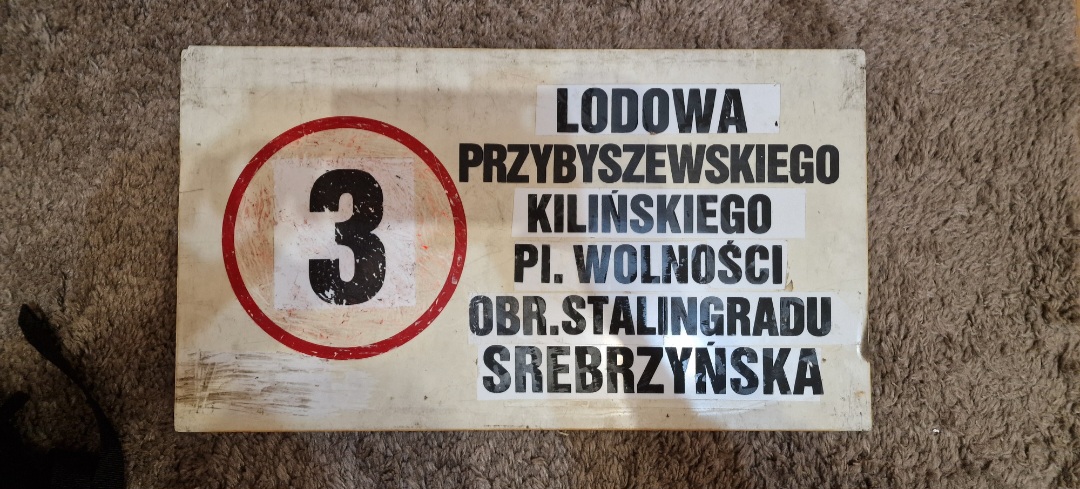 3
LODOWA
PRZYBYSZEWSKIEGO
KILIŃSKIEGO
Pl. WOLNOŚCI
OBR.STALINGRADU
SREBRZYŃSKA